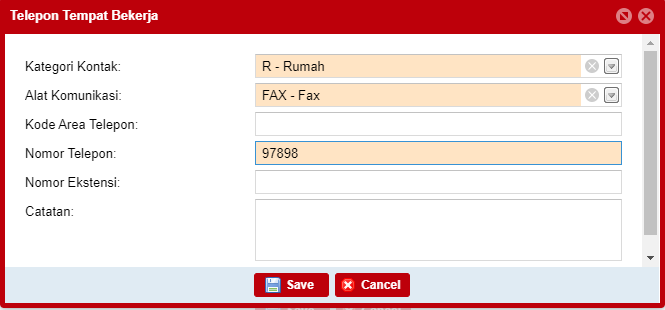 Telepon Tempat Bekerja
Kategori Kontak: R - Rumah
Alat Komunikasi: FAX - Fax
Kode Area Telepon:
Nomor Telepon: 97898
Nomor Ekstensi:
Catatan:
Save Cancel